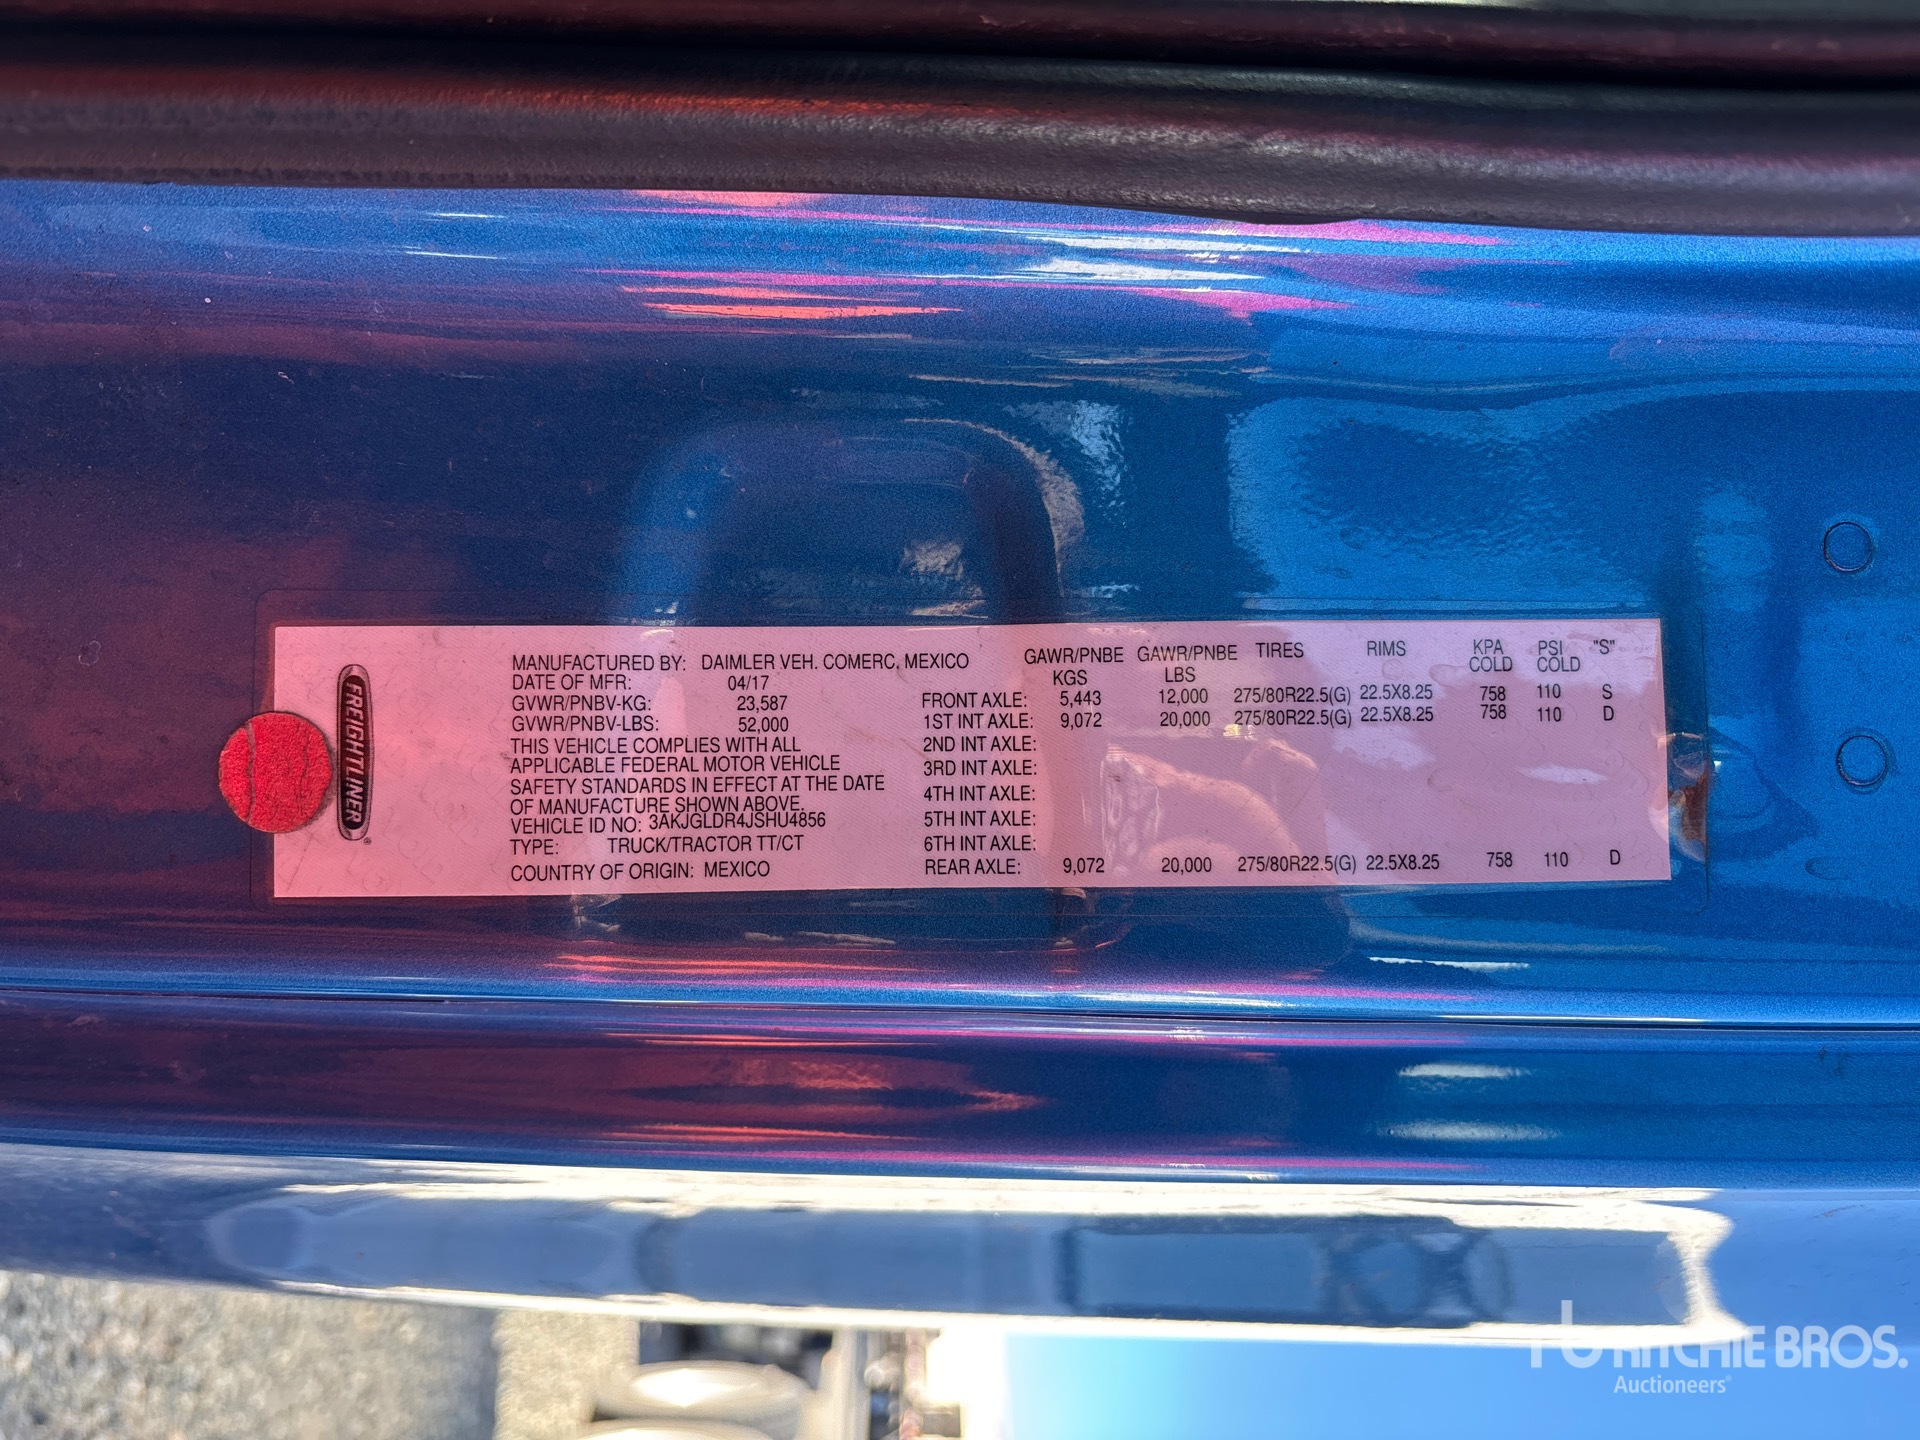 FREIGHTLINER
MANUFACTURED BY: DAIMLER VEH. COMERC, MEXICO
DATE OF MFR: 04/17
GVWR/PNBV-KG: 23,587
GVWR/PNBV-LBS: 52,000
THIS VEHICLE COMPLIES WITH ALL
APPLICABLE FEDERAL MOTOR VEHICLE
SAFETY STANDARDS IN EFFECT AT THE DATE
OF MANUFACTURE SHOWN ABOVE.
VEHICLE ID NO: 3AKJGLDR4JSHU4856
TYPE: TRUCK/TRACTOR TT/CT
COUNTRY OF ORIGIN: MEXICO
GAWR/PNBE GAWR/PNBE TIRES RIMS KPA PSI "S"
KGS LBS COLD COLD
FRONT AXLE: 5,443 12,000 275/80R22.5(G) 22.5X8.25 758 110 S
1ST INT AXLE: 9,072 20,000 275/80R22.5(G) 22.5X8.25 758 110 D
2ND INT AXLE:
3RD INT AXLE:
4TH INT AXLE:
5TH INT AXLE:
6TH INT AXLE:
REAR AXLE: 9,072 20,000 275/80R22.5(G) 22.5X8.25 758 110 D
RITCHIE BROS.
Auctioneers